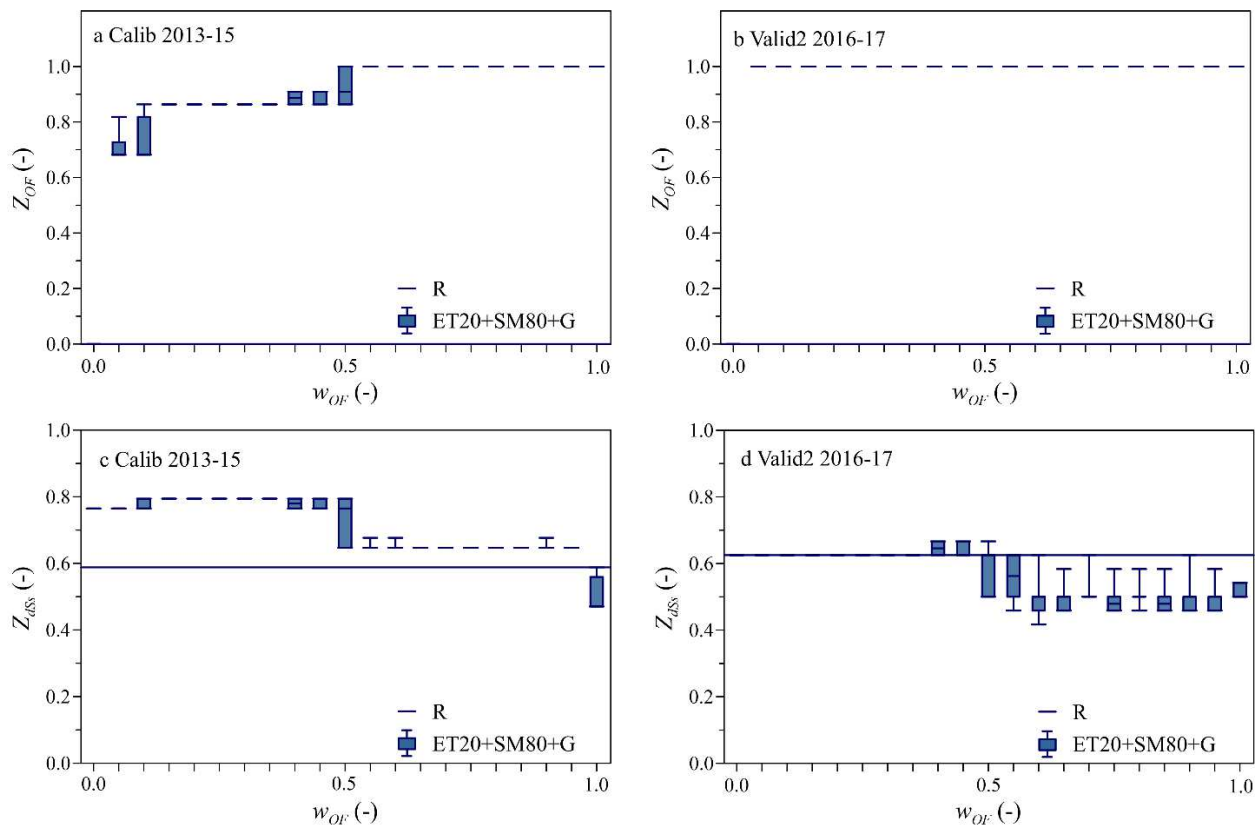 a Calib 2013-15
1.0
0.8
0.6
0.4
0.2
0.0
Z_OF (-)
R
ET20+SM80+G
0.0 0.5 1.0
w_OF (-)
b Valid2 2016-17
1.0
0.8
0.6
0.4
0.2
0.0
Z_OF (-)
R
ET20+SM80+G
0.0 0.5 1.0
w_OF (-)
c Calib 2013-15
1.0
0.8
0.6
0.4
0.2
0.0
Z_dSs (-)
R
ET20+SM80+G
0.0 0.5 1.0
w_OF (-)
d Valid2 2016-17
1.0
0.8
0.6
0.4
0.2
0.0
Z_dSs (-)
R
ET20+SM80+G
0.0 0.5 1.0
w_OF (-)